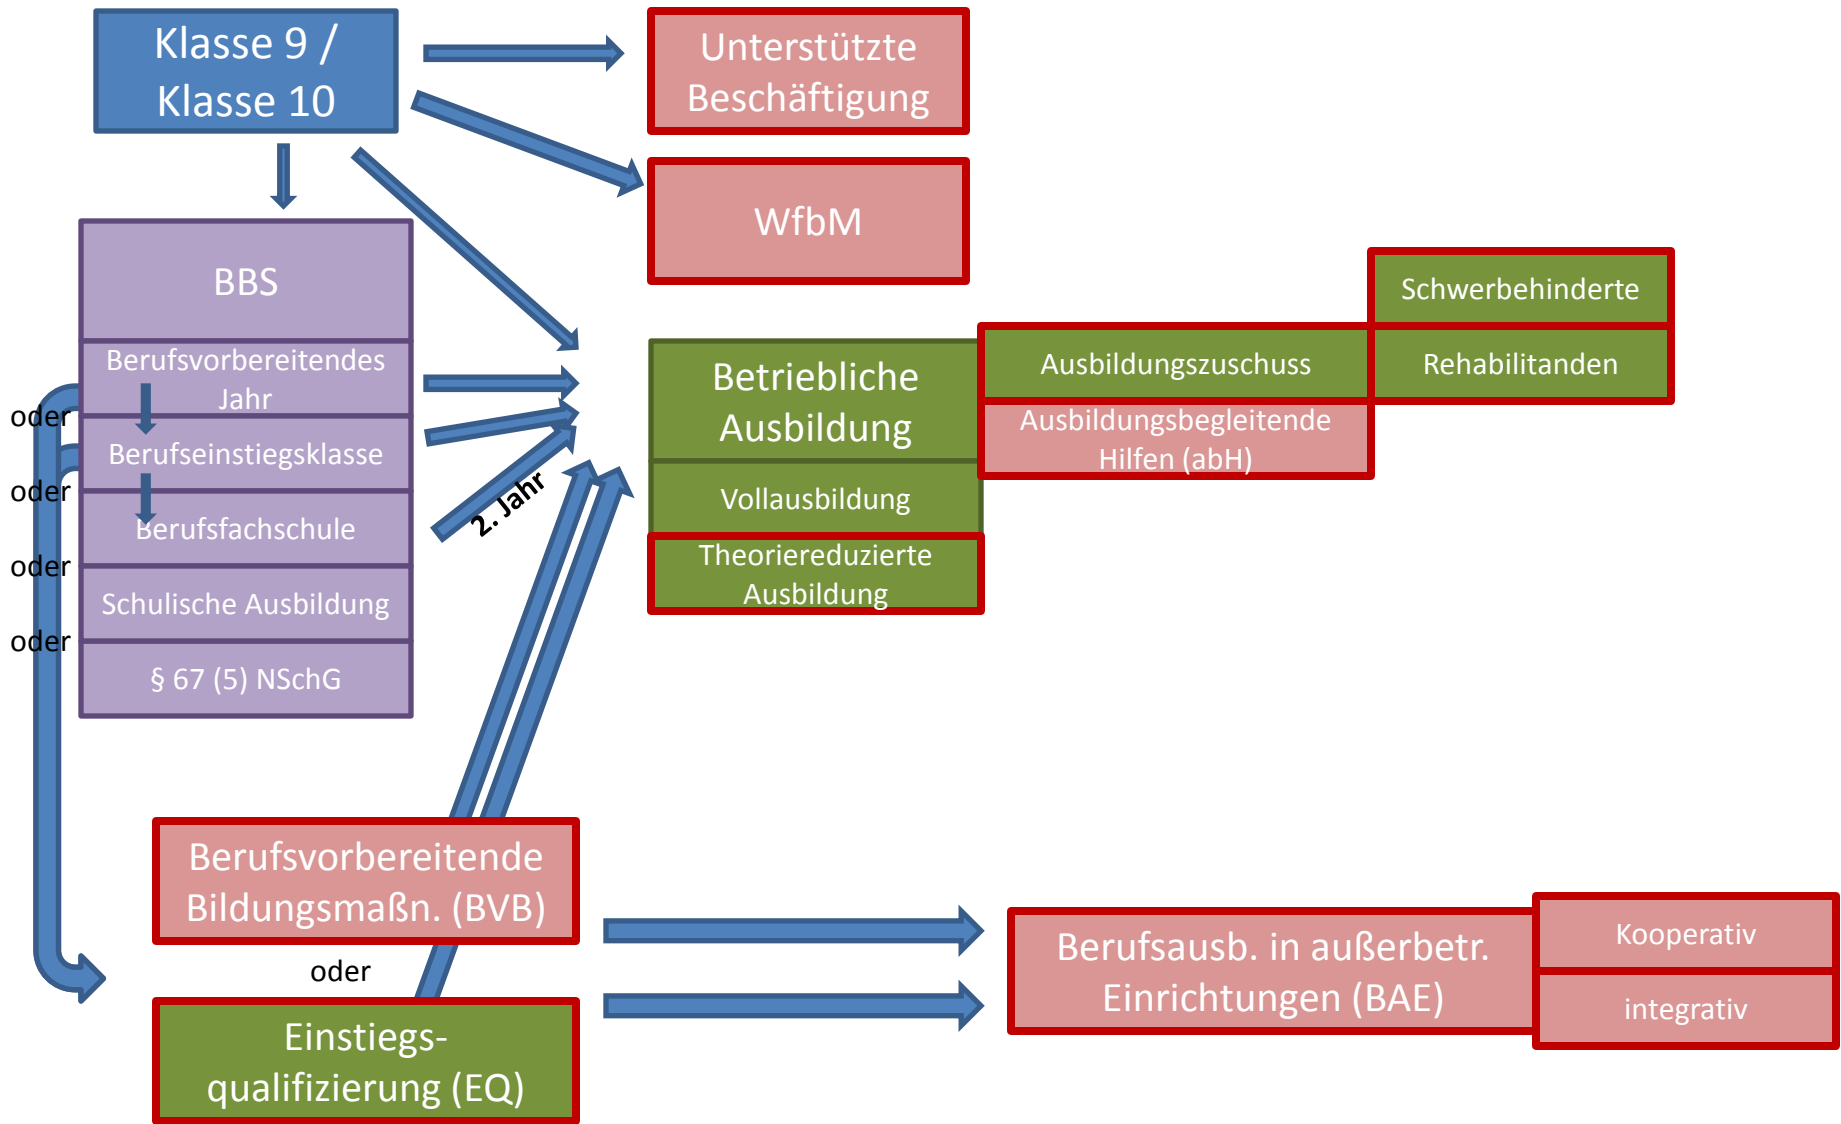 Klasse 9 /
Klasse 10
Unterstützte
Beschäftigung
WfbM
BBS
Berufsvorbereitendes
Jahr
oder
Berufseinstiegsklasse
oder
Berufsfachschule
oder
Schulische Ausbildung
oder
§ 67 (5) NSchG
2. Jahr
Betriebliche
Ausbildung
Vollausbildung
Theoriereduzierte
Ausbildung
Ausbildungszuschuss
Ausbildungsbegleitende
Hilfen (abH)
Schwerbehinderte
Rehabilitanden
Berufsvorbereitende
Bildungsmaßn. (BVB)
oder
Einstiegs-
qualifizierung (EQ)
Berufsausb. in außerbetr.
Einrichtungen (BAE)
Kooperativ
integrativ